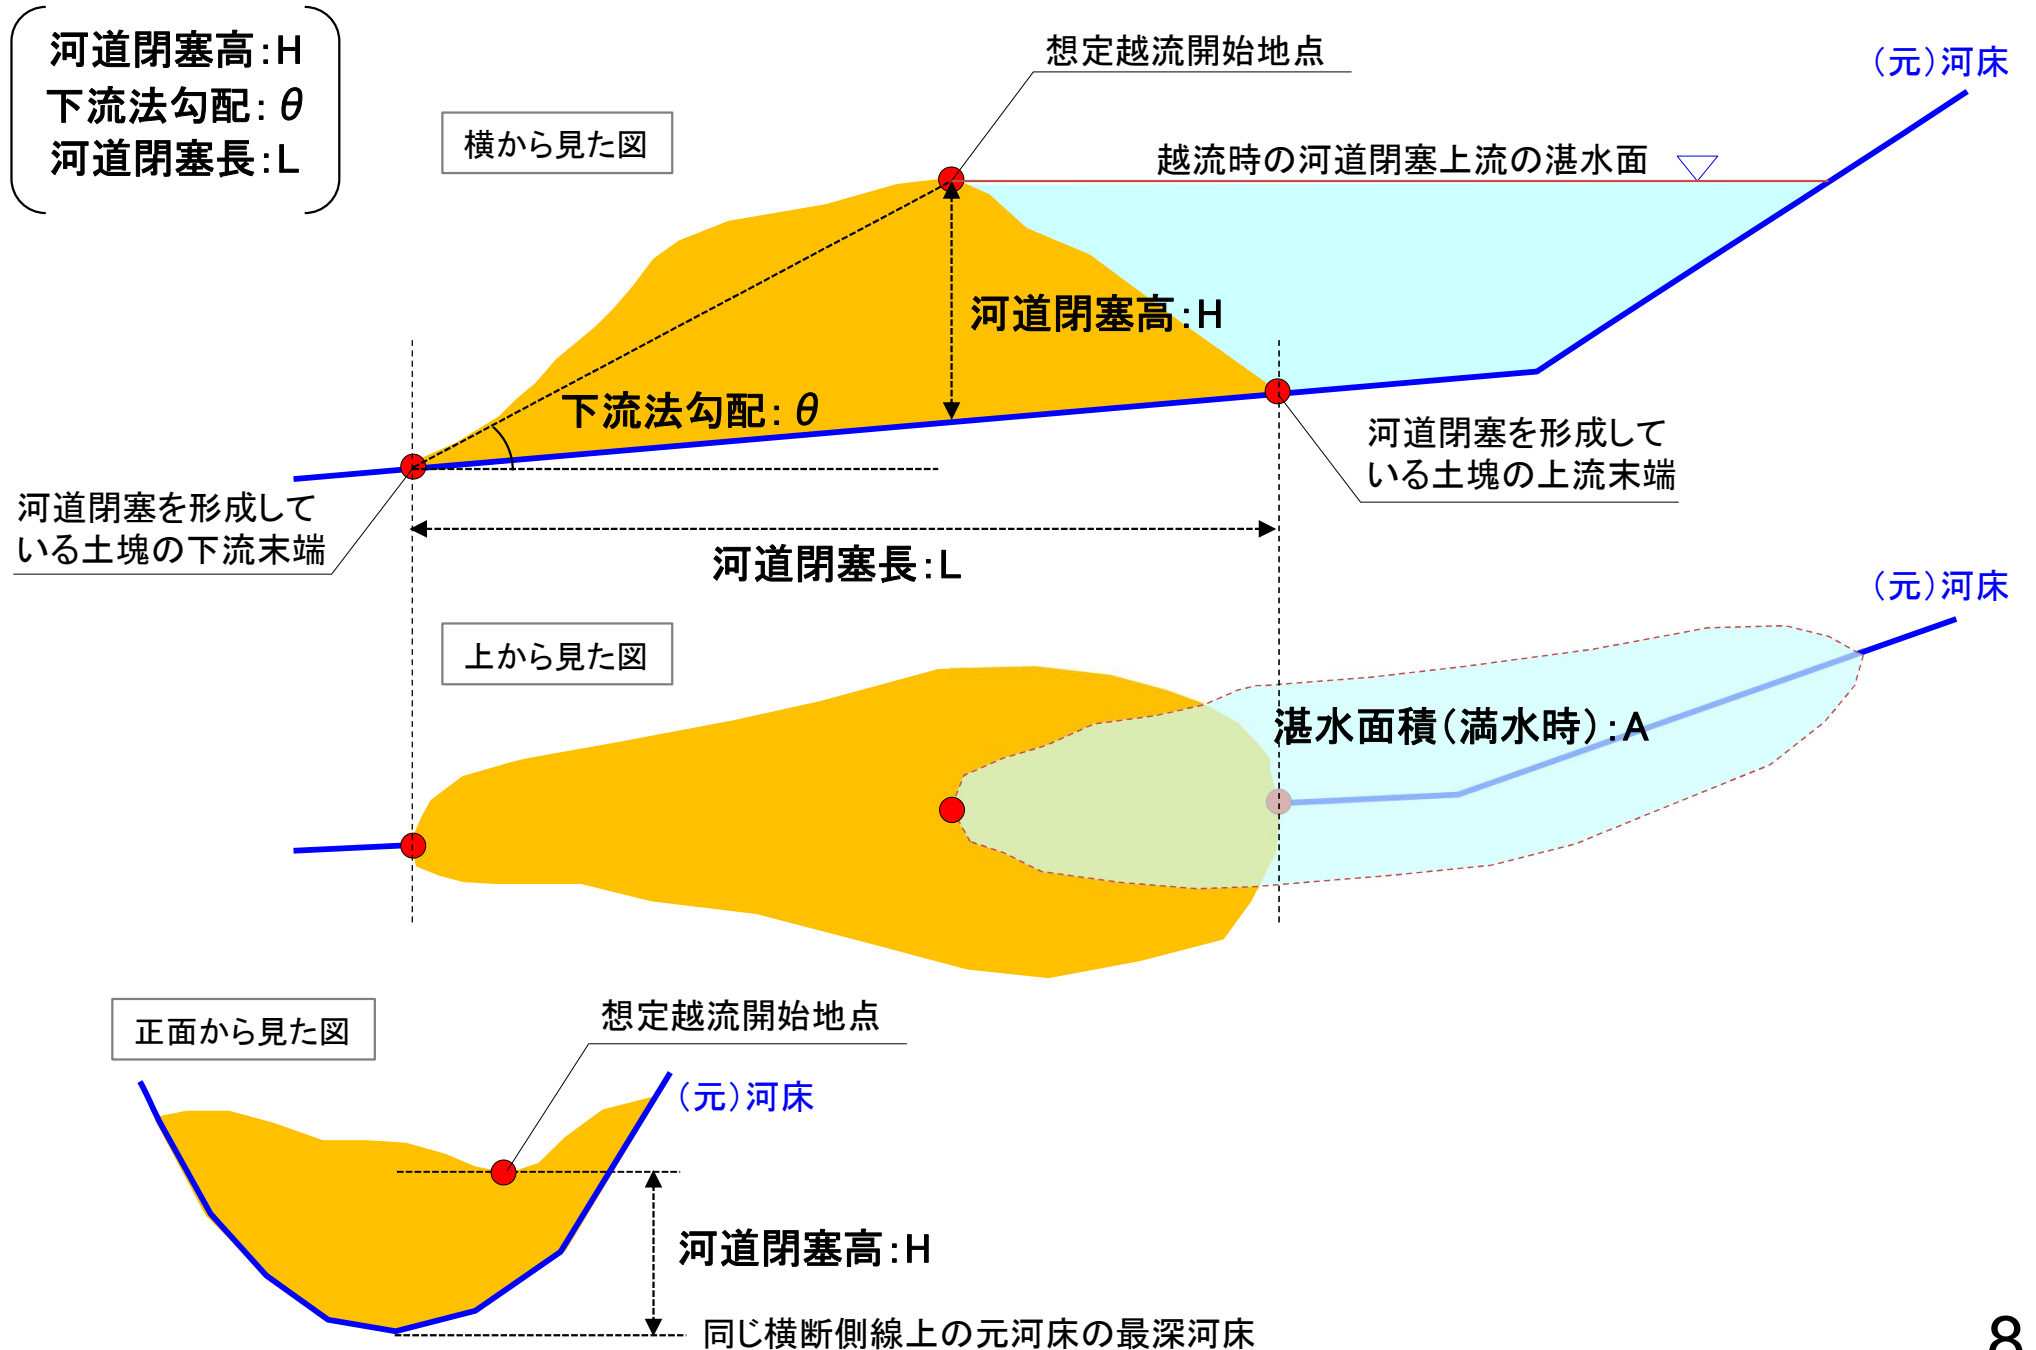 河道閉塞高:H
下流法勾配:θ
河道閉塞長:L
横から見た図
想定越流開始地点
(元)河床
越流時の河道閉塞上流の湛水面
河道閉塞高:H
下流法勾配:θ
河道閉塞を形成して
いる土塊の上流末端
河道閉塞を形成して
いる土塊の下流末端
河道閉塞長:L
(元)河床
上から見た図
湛水面積(満水時):A
正面から見た図
想定越流開始地点
(元)河床
河道閉塞高:H
同じ横断側線上の元河床の最深河床
8